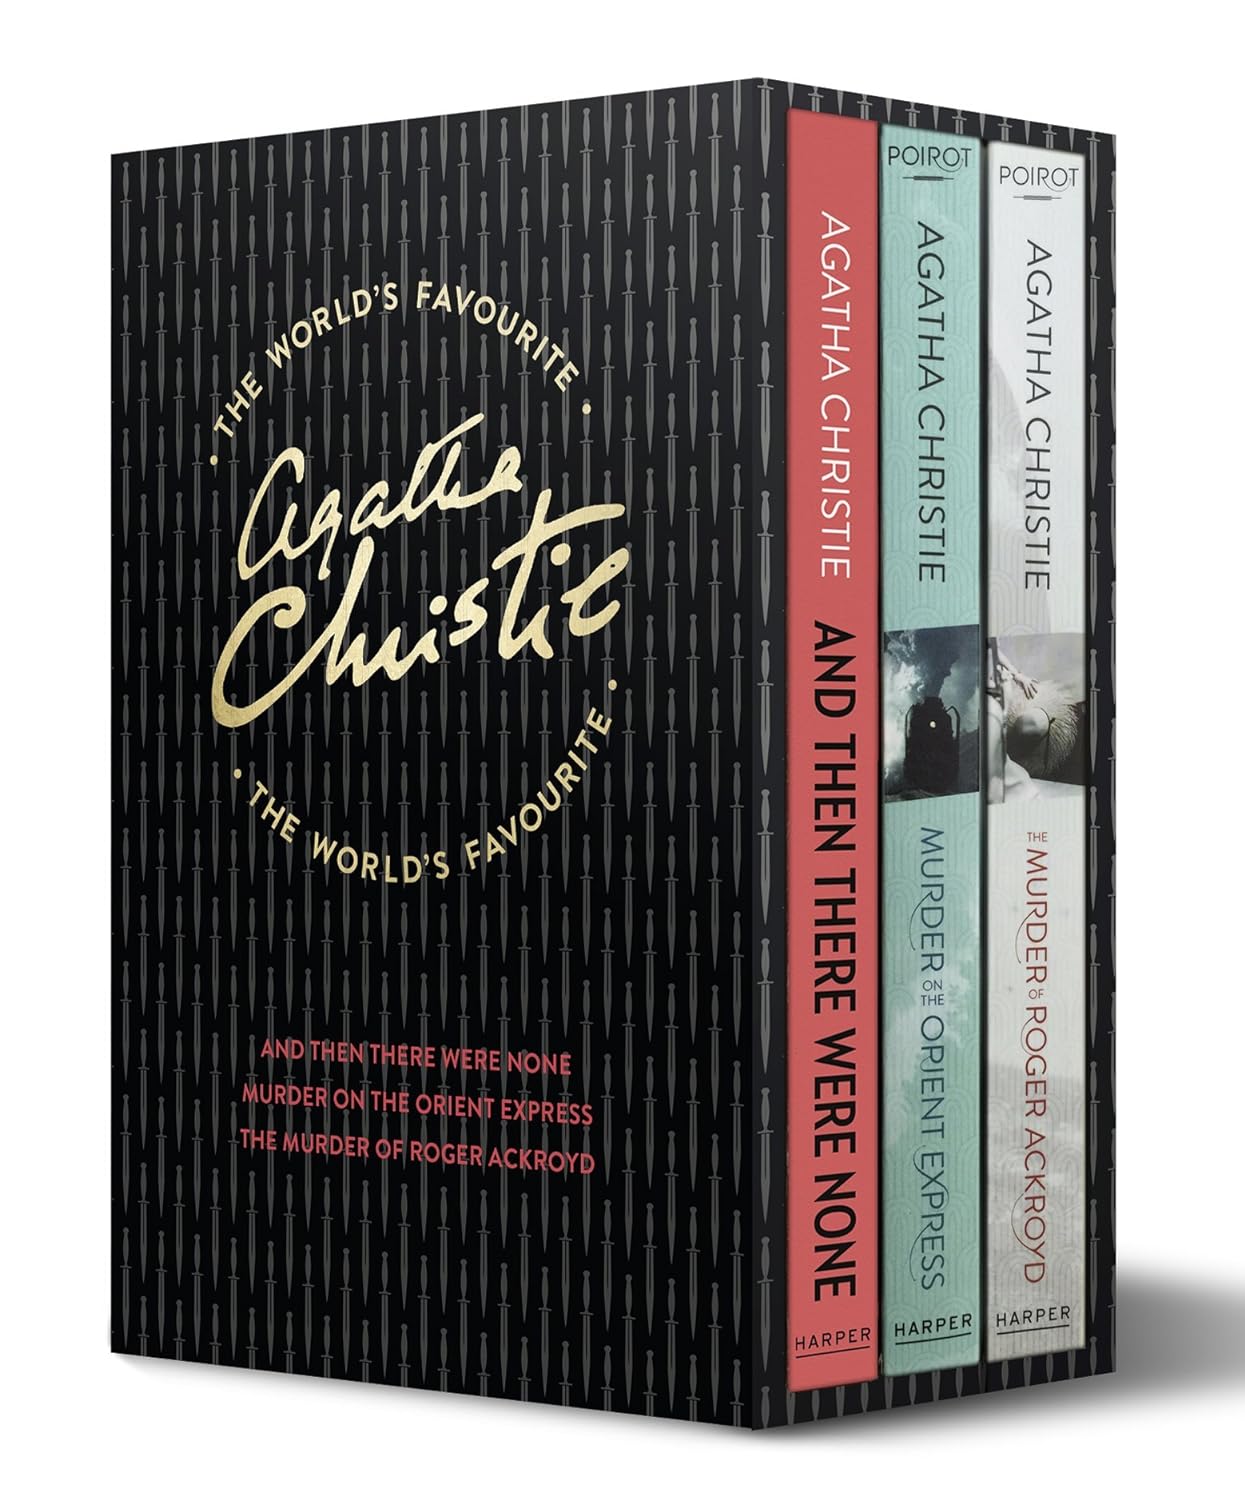 THE WORLD'S FAVOURITE
Agatha
Christie
THE WORLD'S FAVOURITE
AND THEN THERE WERE NONE
MURDER ON THE ORIENT EXPRESS
THE MURDER OF ROGER ACKROYD
AGATHA CHRISTIE AND THEN THERE WERE NONE
HARPER
POIROT
AGATHA CHRISTIE
MURDER ON THE ORIENT EXPRESS
HARPER
POIROT
AGATHA CHRISTIE
THE MURDER OF ROGER ACKROYD
HARPER